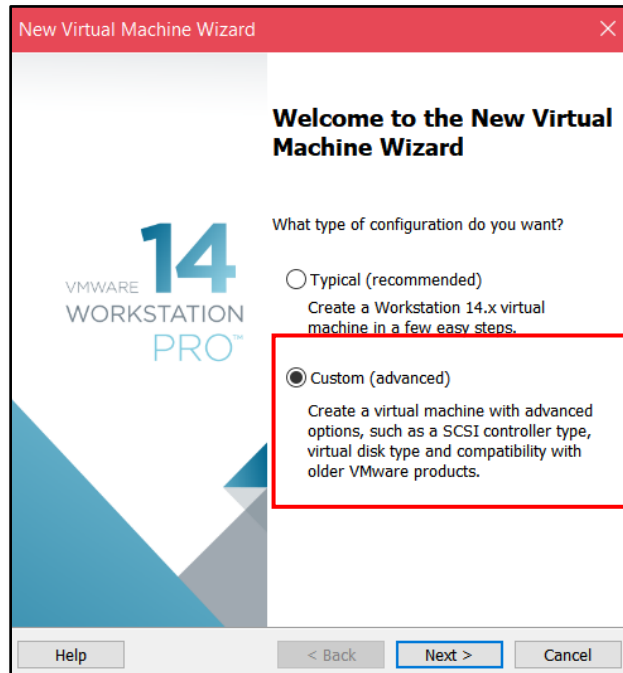 New Virtual Machine Wizard
Welcome to the New Virtual
Machine Wizard
What type of configuration do you want?
Typical (recommended)
Create a Workstation 14.x virtual
machine in a few easy steps.
Custom (advanced)
Create a virtual machine with advanced
options, such as a SCSI controller type,
virtual disk type and compatibility with
older VMware products.
14
VMWARE
WORKSTATION
PRO™
Help
< Back
Next >
Cancel